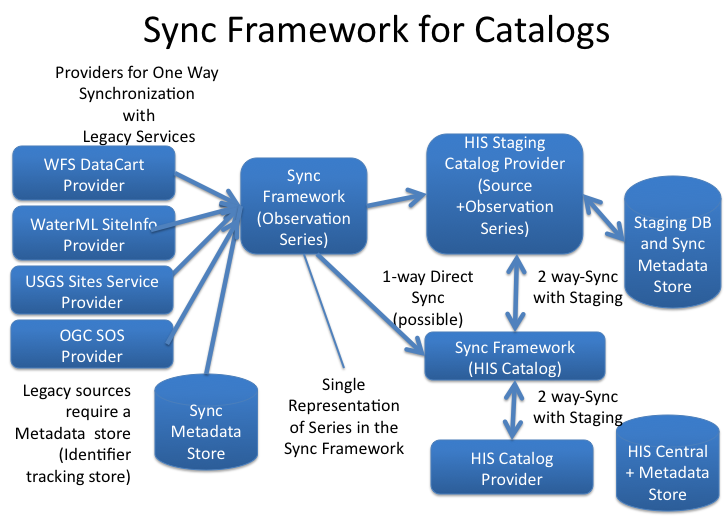 Sync Framework for Catalogs
Providers for One Way
Synchronization
with
Legacy Services
WFS DataCart
Provider
WaterML SiteInfo
Provider
USGS Sites Service
Provider
OGC SOS
Provider
Legacy sources
require a
Metadata store
(Identifier
tracking store)
Sync
Metadata
Store
Sync
Framework
(Observation
Series)
Single
Representation
of Series in the
Sync Framework
HIS Staging
Catalog Provider
(Source
+Observation
Series)
Staging DB
and Sync
Metadata
Store
1-way Direct
Sync
(possible)
2 way-Sync
with Staging
Sync Framework
(HIS Catalog)
2 way-Sync
with Staging
HIS Catalog
Provider
HIS Central
+ Metadata
Store